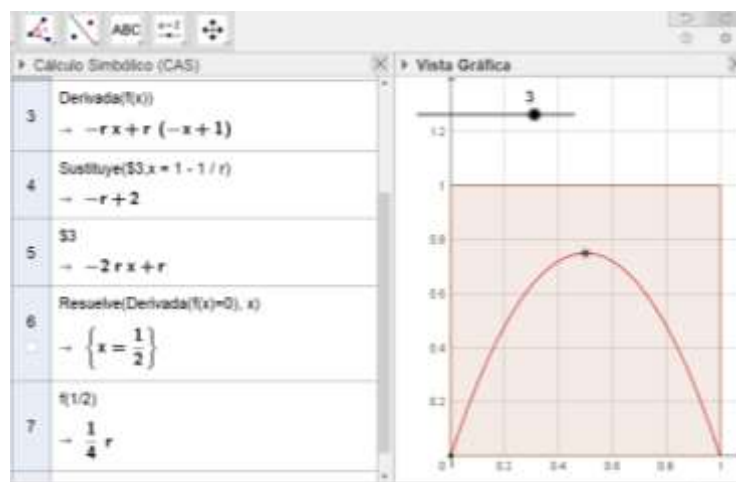 ABC
Cálculo Simbólico (CAS)
3
Derivada(f(x))
→ −r x + r (−x + 1)
4
Sustituye($3,x = 1 - 1 / r)
→ −r + 2
5
$3
→ −2 r x + r
6
Resuelve(Derivada(f(x)=0), x)
→ {x = 1/2}
7
f(1/2)
→ 1/4 r
Vista Gráfica
3
1.2
1
0.8
0.6
0.4
0.2
0
0.2
0.4
0.6
0.8
1